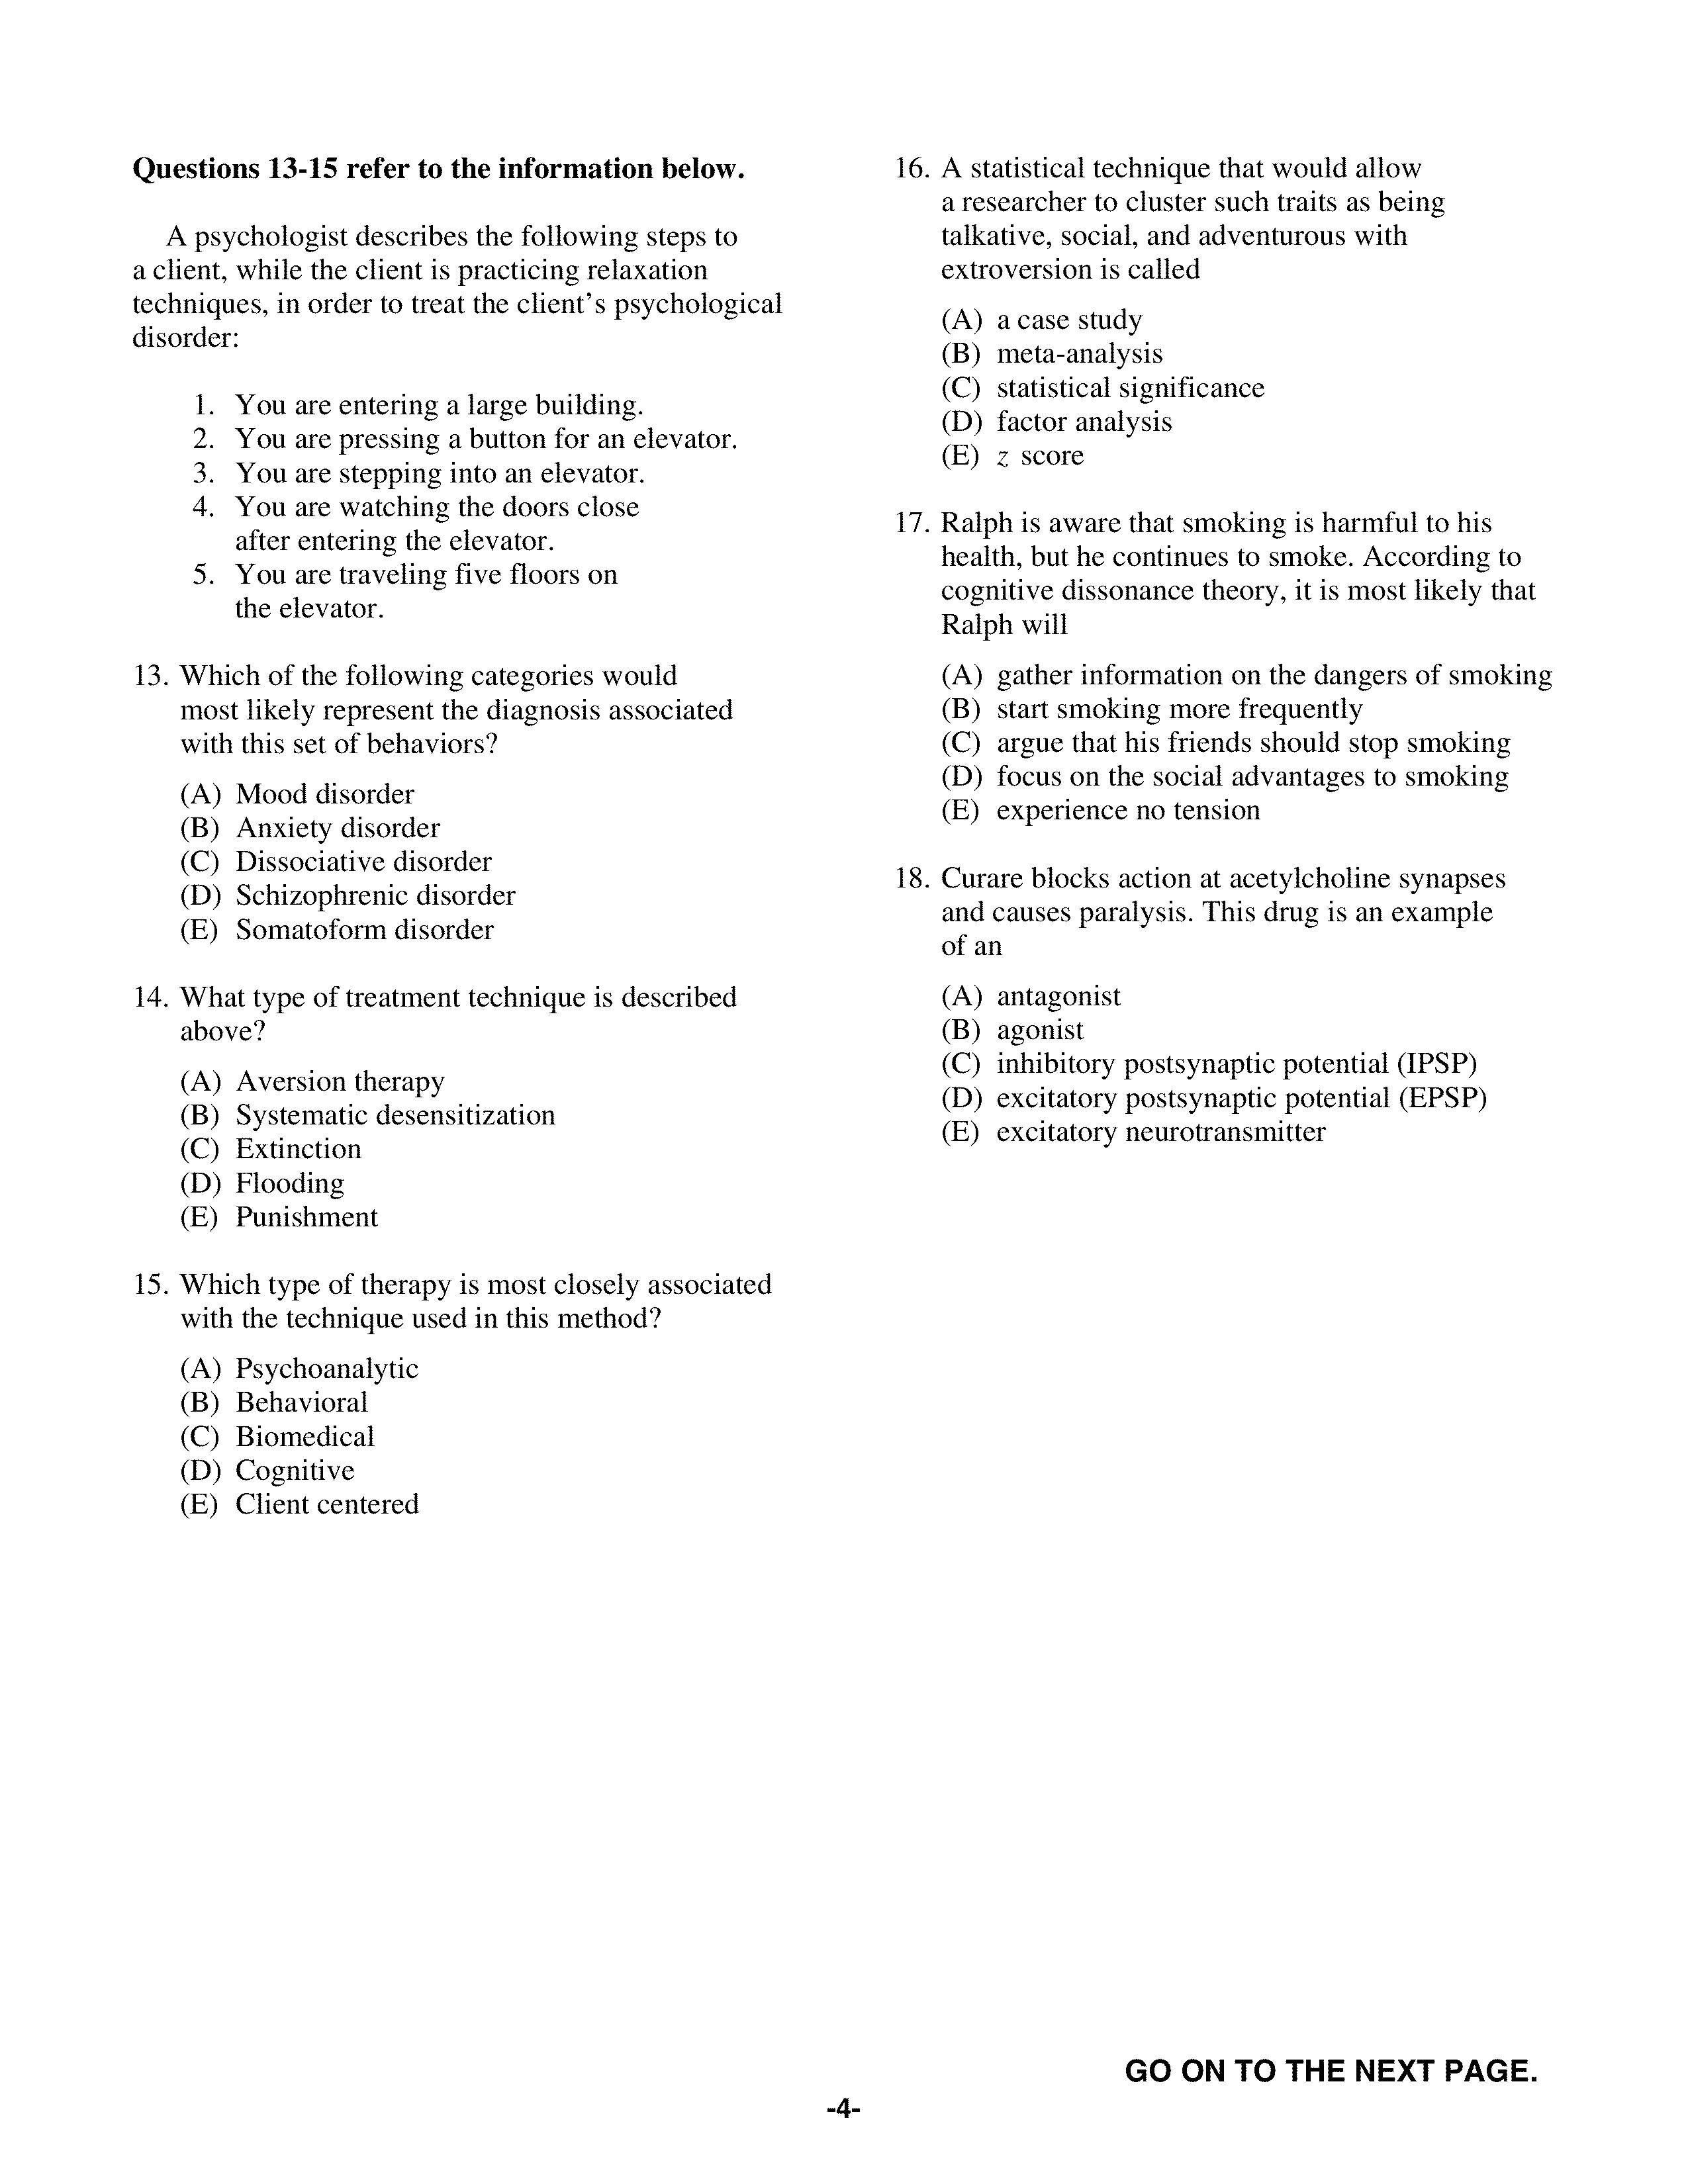 Questions 13-15 refer to the information below.
A psychologist describes the following steps to
a client, while the client is practicing relaxation
techniques, in order to treat the client's psychological
disorder:
1. You are entering a large building.
2. You are pressing a button for an elevator.
3. You are stepping into an elevator.
4. You are watching the doors close
after entering the elevator.
5. You are traveling five floors on
the elevator.
13. Which of the following categories would
most likely represent the diagnosis associated
with this set of behaviors?
(A) Mood disorder
(B) Anxiety disorder
(C) Dissociative disorder
(D) Schizophrenic disorder
(E) Somatoform disorder
14. What type of treatment technique is described
above?
(A) Aversion therapy
(B) Systematic desensitization
(C) Extinction
(D) Flooding
(E) Punishment
15. Which type of therapy is most closely associated
with the technique used in this method?
(A) Psychoanalytic
(B) Behavioral
(C) Biomedical
(D) Cognitive
(E) Client centered
16. A statistical technique that would allow
a researcher to cluster such traits as being
talkative, social, and adventurous with
extroversion is called
(A) a case study
(B) meta-analysis
(C) statistical significance
(D) factor analysis
(E) z score
17. Ralph is aware that smoking is harmful to his
health, but he continues to smoke. According to
cognitive dissonance theory, it is most likely that
Ralph will
(A) gather information on the dangers of smoking
(B) start smoking more frequently
(C) argue that his friends should stop smoking
(D) focus on the social advantages to smoking
(E) experience no tension
18. Curare blocks action at acetylcholine synapses
and causes paralysis. This drug is an example
of an
(A) antagonist
(B) agonist
(C) inhibitory postsynaptic potential (IPSP)
(D) excitatory postsynaptic potential (EPSP)
(E) excitatory neurotransmitter
GO ON TO THE NEXT PAGE.
-4-